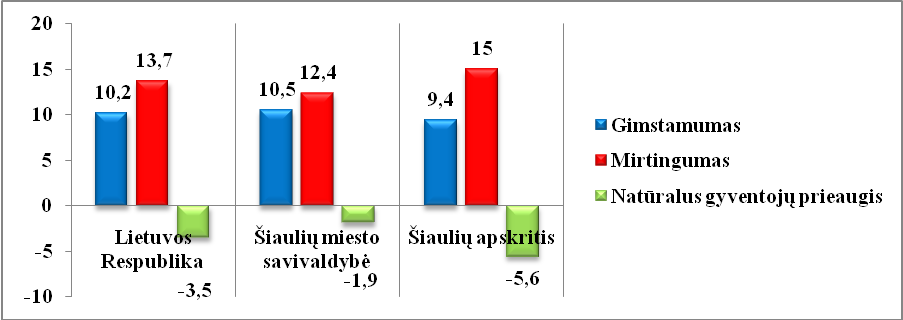 20
15
10
5
0
-5
-10
10,2
13,7
-3,5
10,5
12,4
-1,9
9,4
15
-5,6
Lietuvos
Respublika
Šiaulių miesto
savivaldybė
Šiaulių apskritis
Gimstamumas
Mirtingumas
Natūralus gyventojų prieaugis